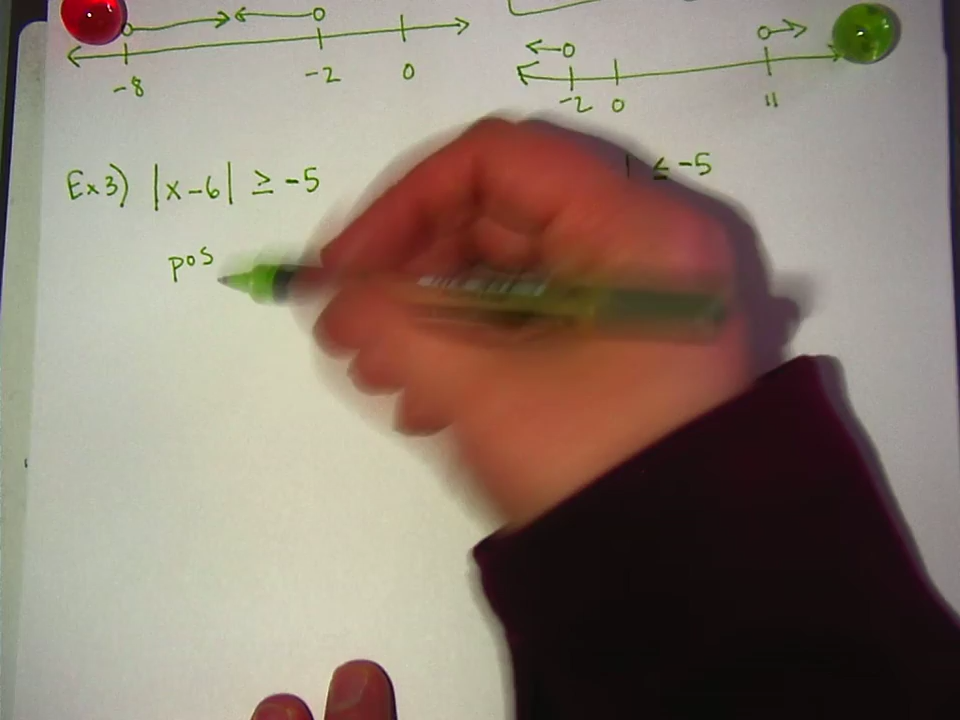 -8 -2 0
-2 0 11
Ex3) |x-6| ≥ -5
| ≤ -5
pos